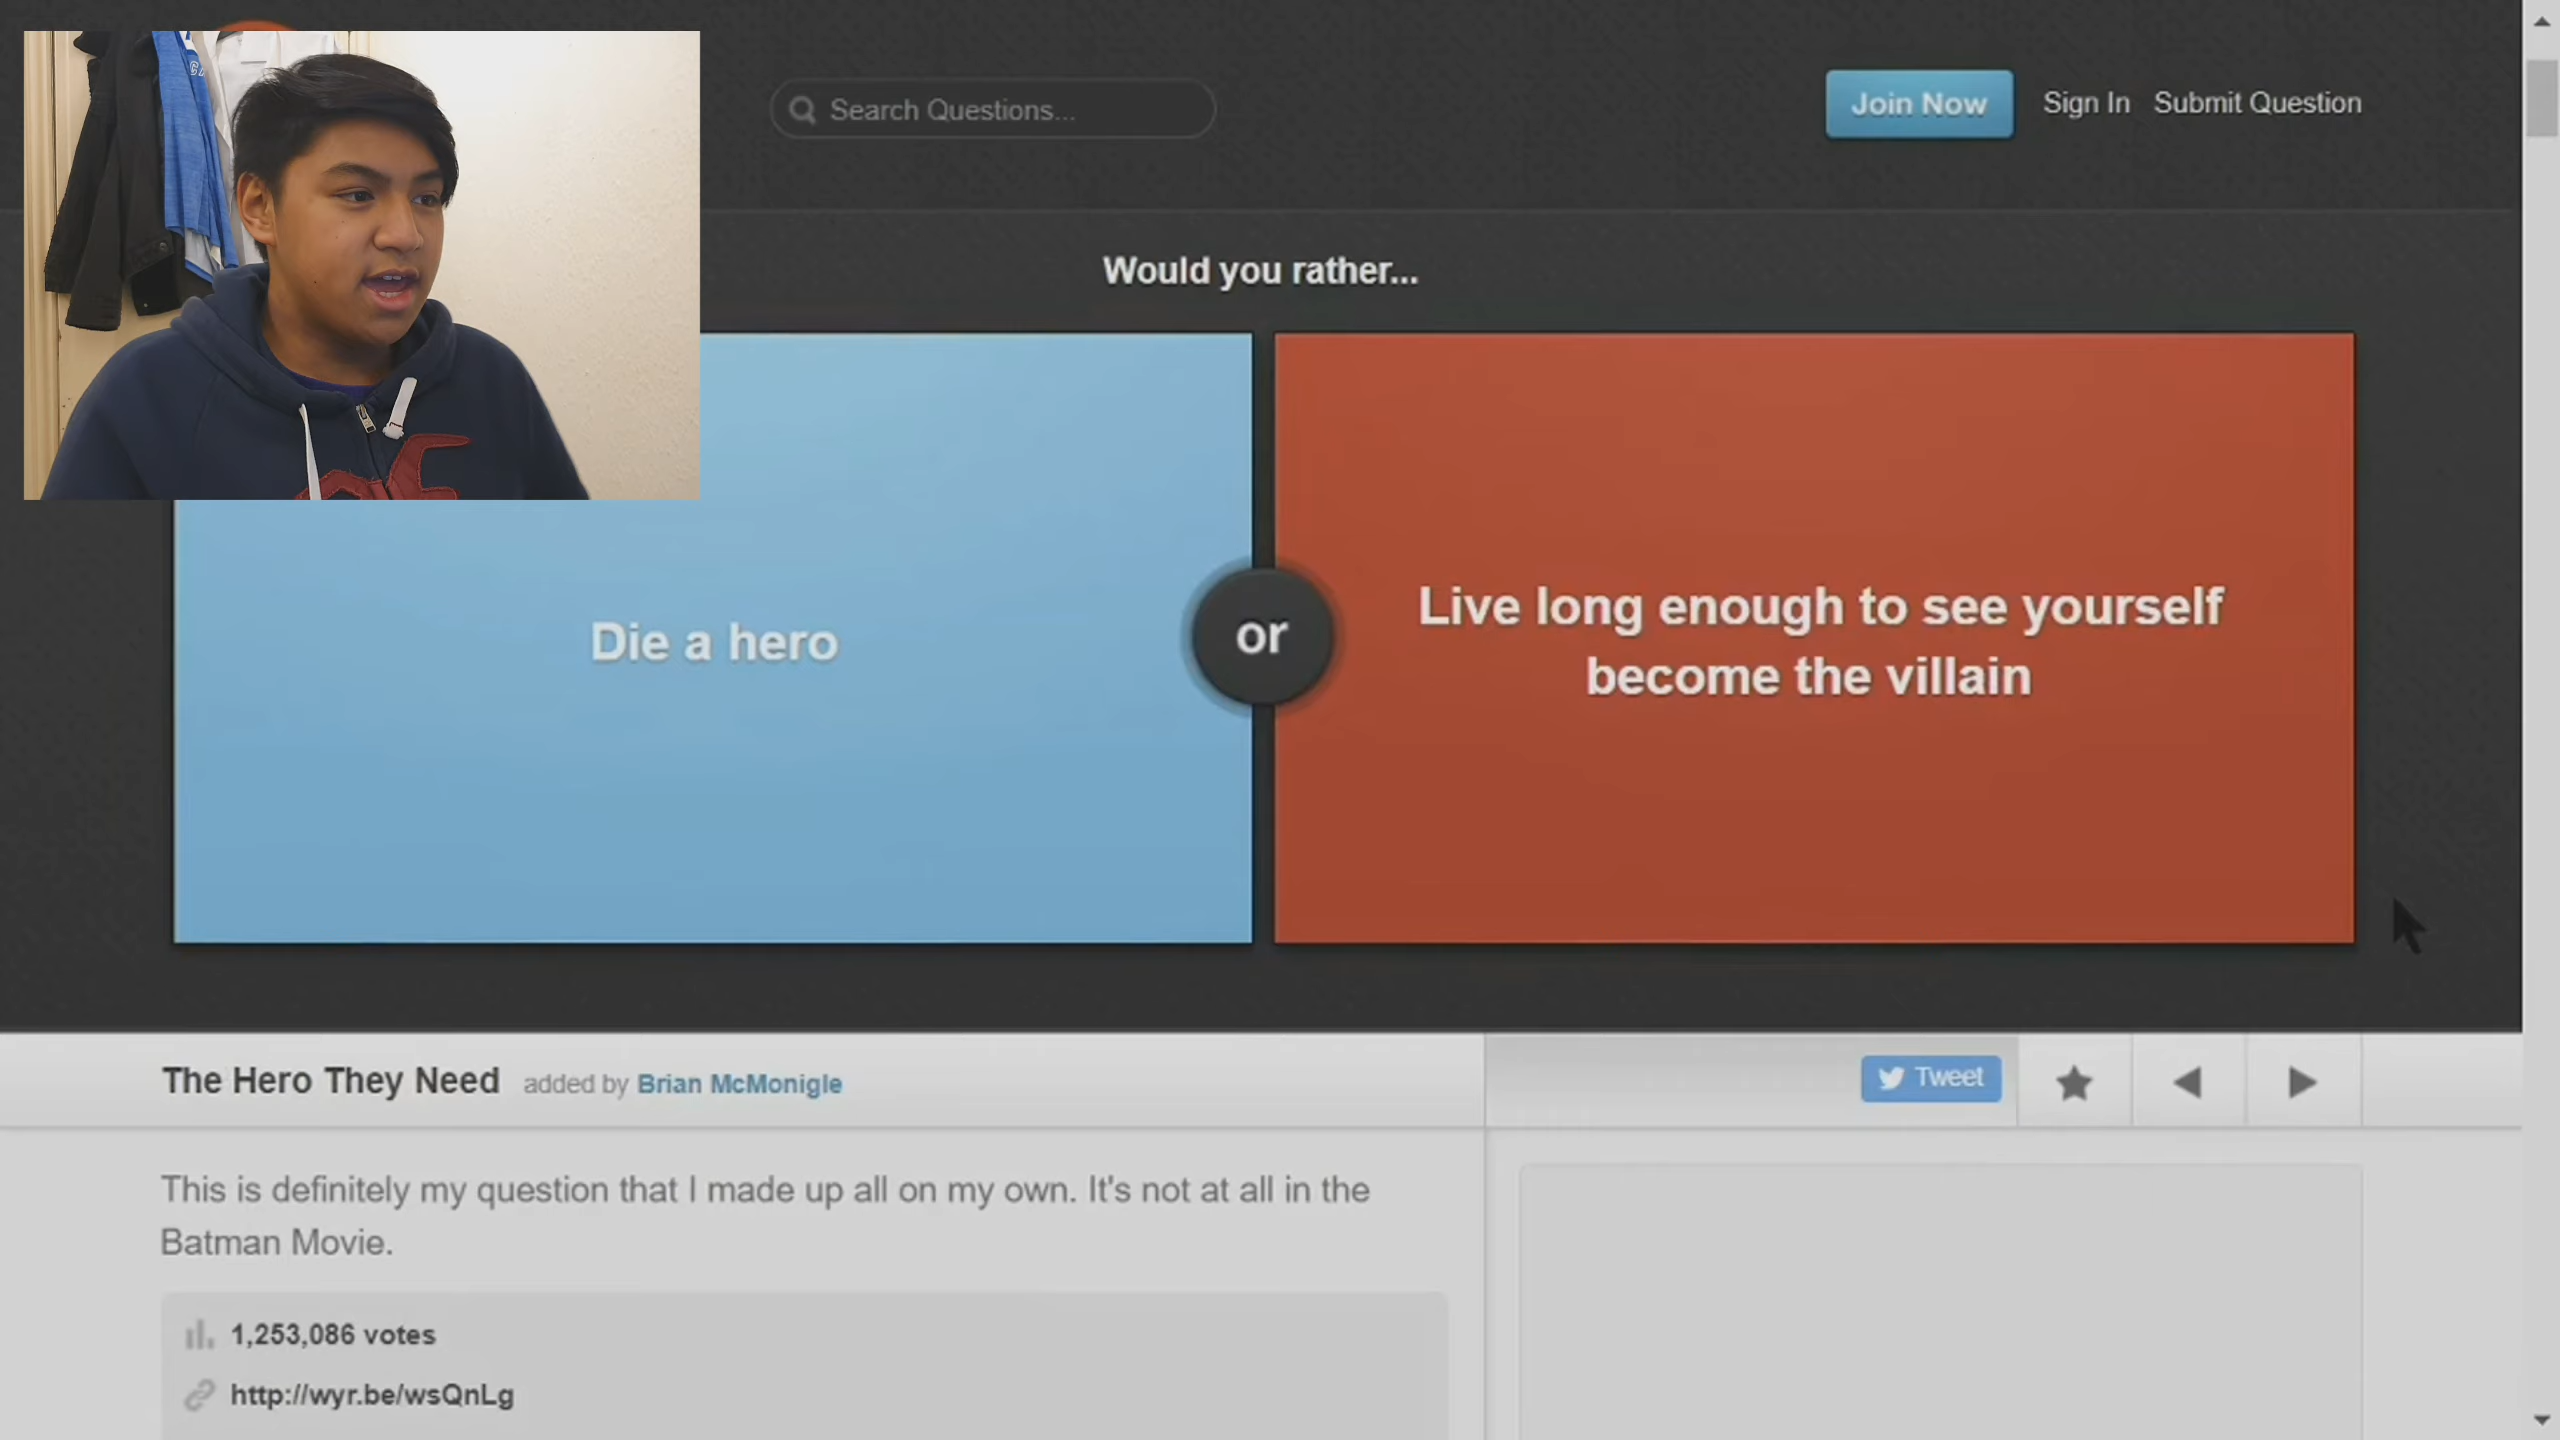 Search Questions...
Join Now
Sign In
Submit Question
Would you rather...
Die a hero
or
Live long enough to see yourself
become the villain
The Hero They Need added by Brian McMonigle
Tweet
This is definitely my question that I made up all on my own. It's not at all in the
Batman Movie.
1,253,086 votes
http://wyr.be/wsQnLg